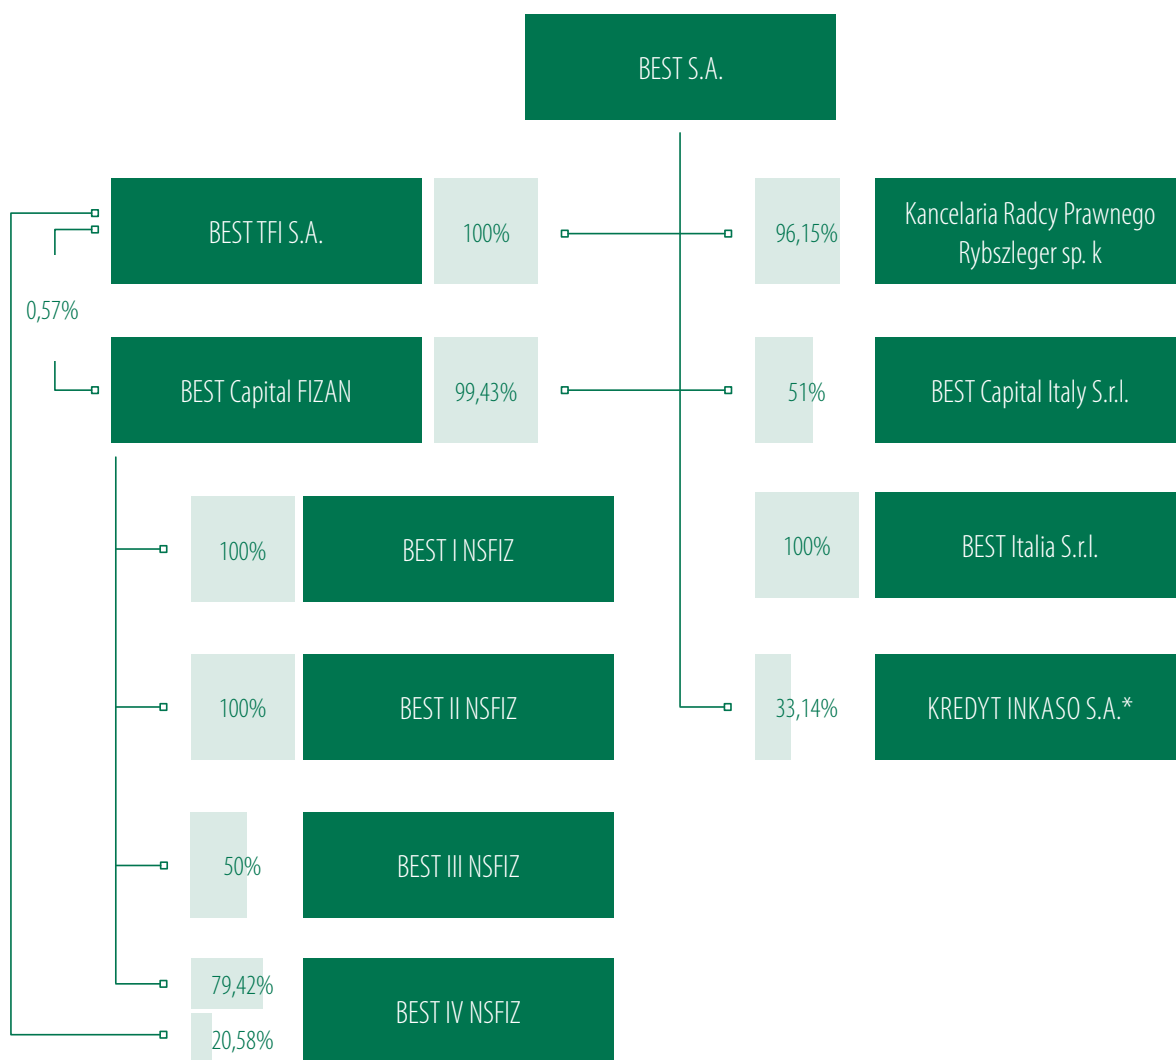 BEST S.A.
BEST TFI S.A.
100%
96,15%
Kancelaria Radcy Prawnego
Rybszleger sp. k
0,57%
BEST Capital FIZAN
99,43%
51%
BEST Capital Italy S.r.l.
100%
BEST I NSFIZ
100%
BEST Italia S.r.l.
100%
BEST II NSFIZ
33,14%
KREDYT INKASO S.A.*
50%
BEST III NSFIZ
79,42%
20,58%
BEST IV NSFIZ